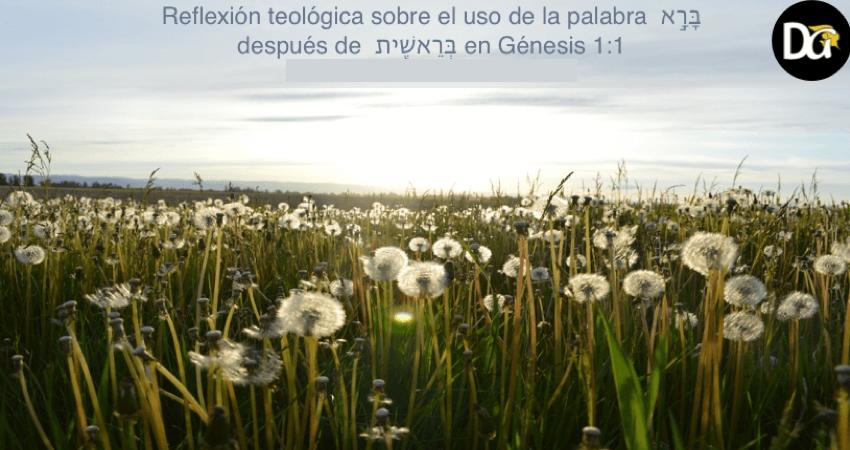 Reflexión teológica sobre el uso de la palabra בָּרָ֣א
después de בְּרֵאשִׁ֖ית en Génesis 1:1
DG